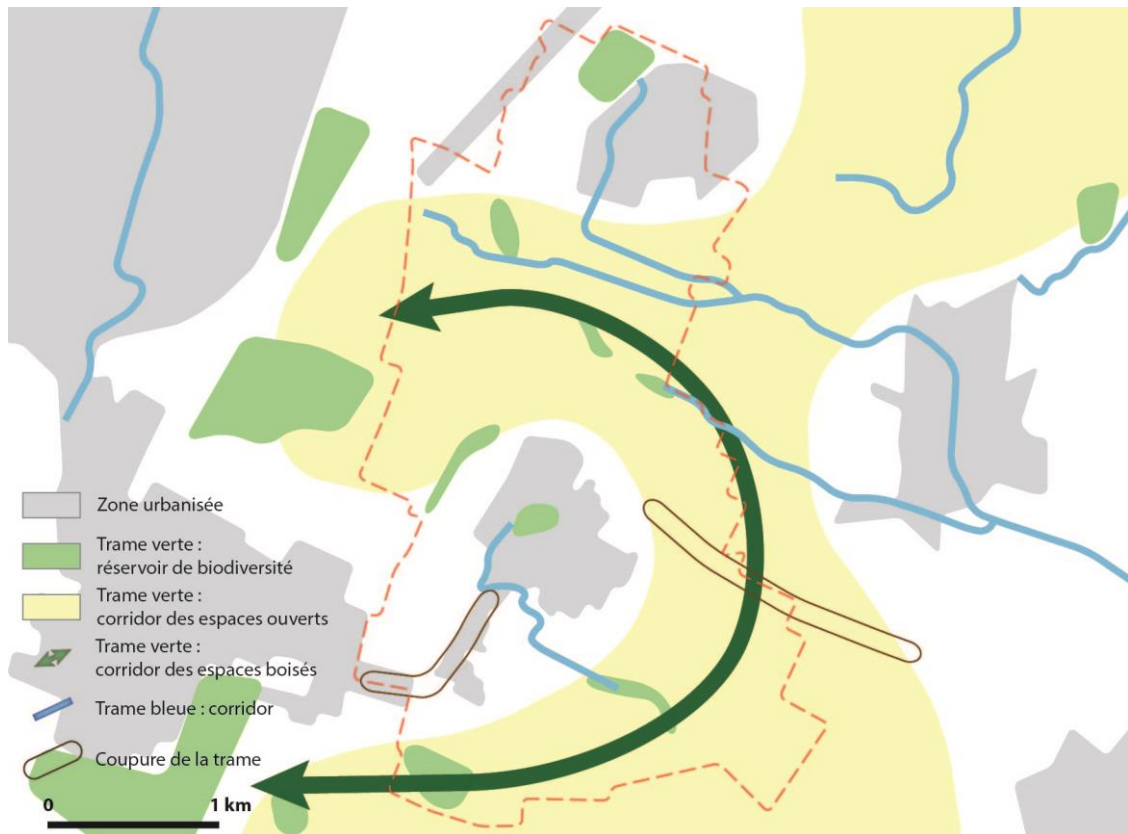 Zone urbanisée
Trame verte :
réservoir de biodiversité
Trame verte :
corridor des espaces ouverts
Trame verte :
corridor des espaces boisés
Trame bleue : corridor
Coupure de la trame
0 1 km